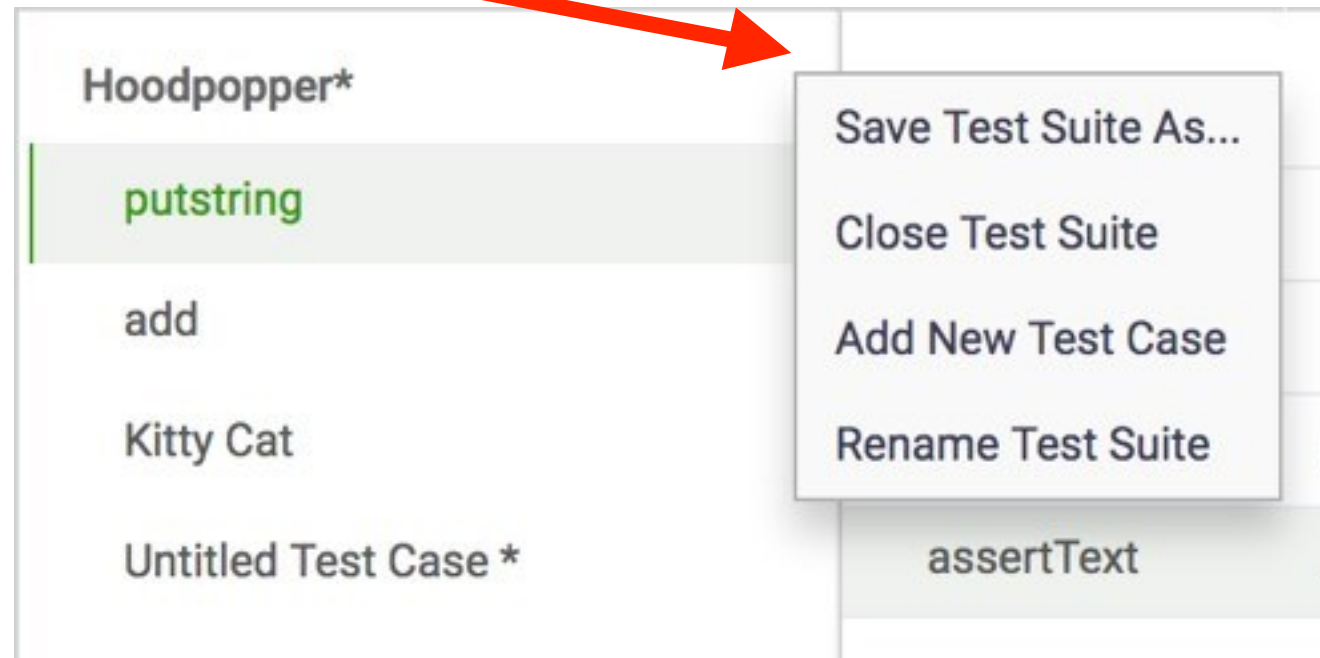 Hoodpopper*
putstring
add
Kitty Cat
Untitled Test Case *
Save Test Suite As...
Close Test Suite
Add New Test Case
Rename Test Suite
assertText